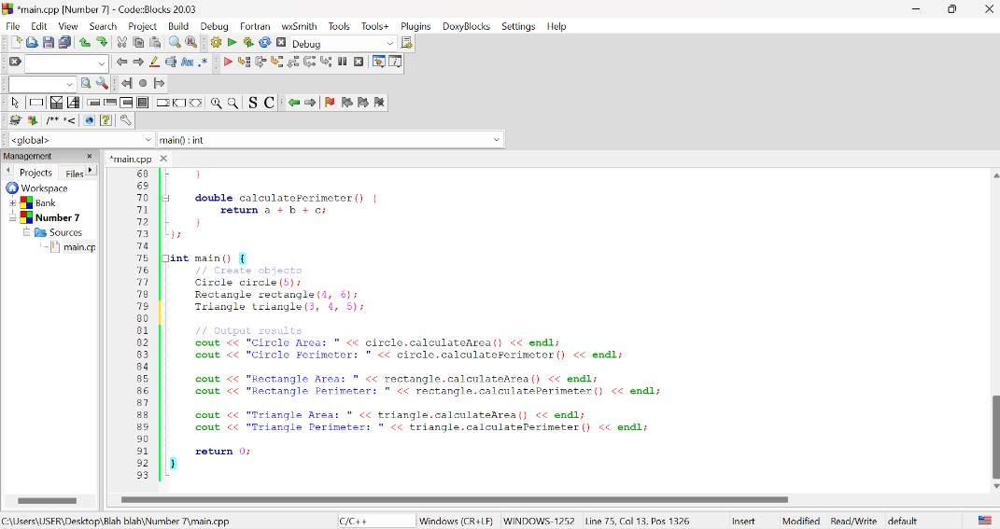 *main.cpp [Number 7] - Code::Blocks 20.03
File Edit View Search Project Build Debug Fortran wxSmith Tools Tools+ Plugins DoxyBlocks Settings Help
Debug
S C
/** *<
<global> main() : int
Management
*main.cpp
Projects Files
Workspace
Bank
Number 7
Sources
main.cp
68 }
69
70 double calculatePerimeter() {
71 return a + b + c;
72 }
73 };
74
75 int main() {
76 // Create objects
77 Circle circle(5);
78 Rectangle rectangle(4, 6);
79 Triangle triangle(3, 4, 5);
80
81 // Output results
82 cout << "Circle Area: " << circle.calculateArea() << endl;
83 cout << "Circle Perimeter: " << circle.calculatePerimeter() << endl;
84
85 cout << "Rectangle Area: " << rectangle.calculateArea() << endl;
86 cout << "Rectangle Perimeter: " << rectangle.calculatePerimeter() << endl;
87
88 cout << "Triangle Area: " << triangle.calculateArea() << endl;
89 cout << "Triangle Perimeter: " << triangle.calculatePerimeter() << endl;
90
91 return 0;
92 }
93
C:\Users\USER\Desktop\Blah blah\Number 7\main.cpp C/C++ Windows (CR+LF) WINDOWS-1252 Line 75, Col 13, Pos 1326 Insert Modified Read/Write default